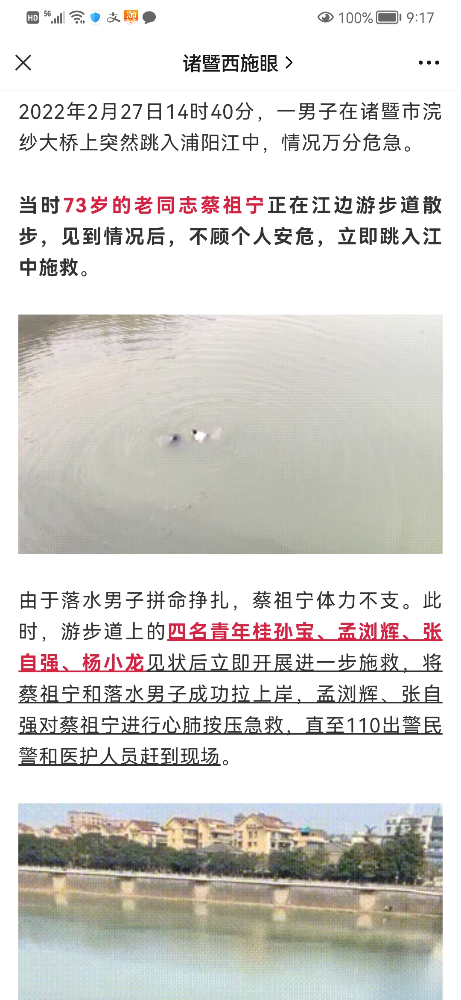 HD 5G 支 淘 100% 9:17
诸暨西施眼
2022年2月27日14时40分，一男子在诸暨市浣
纱大桥上突然跳入浦阳江中，情况万分危急。
当时73岁的老同志蔡祖宁正在江边游步道散
步，见到情况后，不顾个人安危，立即跳入江
中施救。
由于落水男子拼命挣扎，蔡祖宁体力不支。此
时，游步道上的四名青年桂孙宝、孟浏辉、张
自强、杨小龙见状后立即开展进一步施救，将
蔡祖宁和落水男子成功拉上岸，孟浏辉、张自
强对蔡祖宁进行心肺按压急救，直至110出警民
警和医护人员赶到现场。